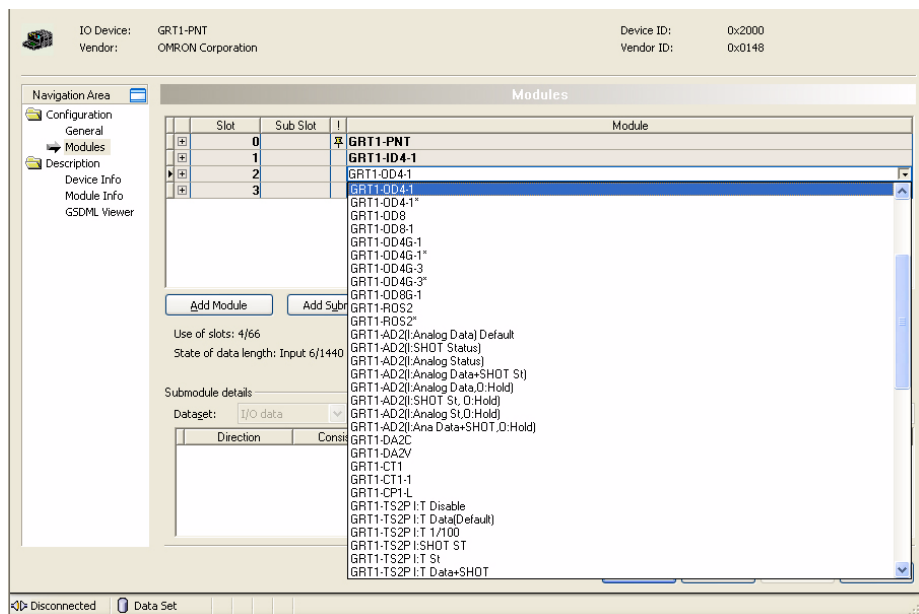 IO Device: GRT1-PNT Device ID: 0x2000
Vendor: OMRON Corporation Vendor ID: 0x0148
Navigation Area
Modules
Configuration
General
Modules
Description
Device Info
Module Info
GSDML Viewer
Slot Sub Slot ! Module
0 GRT1-PNT
1 GRT1-ID4-1
2 GRT1-OD4-1
3
GRT1-OD4-1
GRT1-OD4-1*
GRT1-OD8
GRT1-OD8-1
GRT1-OD4G-1
GRT1-OD4G-1*
GRT1-OD4G-3
GRT1-OD4G-3*
GRT1-OD8G-1
GRT1-ROS2
GRT1-ROS2*
GRT1-AD2(I:Analog Data) Default
GRT1-AD2(I:SHOT Status)
GRT1-AD2(I:Analog Status)
GRT1-AD2(I:Analog Data+SHOT St)
GRT1-AD2(I:Analog Data,O:Hold)
GRT1-AD2(I:SHOT St, O:Hold)
GRT1-AD2(I:Analog St,O:Hold)
GRT1-AD2(I:Ana Data+SHOT,O:Hold)
GRT1-DA2C
GRT1-DA2V
GRT1-CT1
GRT1-CT1-1
GRT1-CP1-L
GRT1-TS2P I:T Disable
GRT1-TS2P I:T Data(Default)
GRT1-TS2P I:T 1/100
GRT1-TS2P I:SHOT ST
GRT1-TS2P I:T St
GRT1-TS2P I:T Data+SHOT
Add Module Add Subr
Use of slots: 4/66
State of data length: Input 6/1440
Submodule details
Dataset: I/O data
Direction Consis
Disconnected Data Set